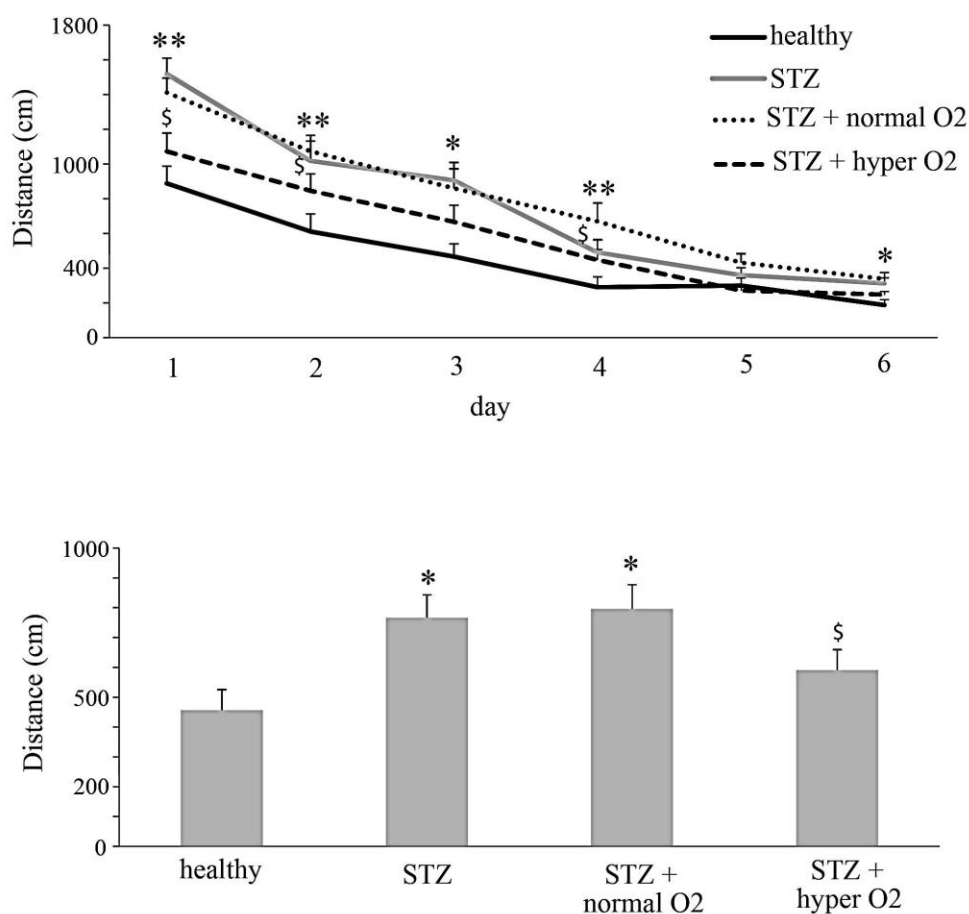 1800
1000
400
0
Distance (cm)
**
$
**
$
*
**
$
*
healthy
STZ
STZ + normal O2
STZ + hyper O2
1 2 3 4 5 6
day
1000
500
200
0
Distance (cm)
*
*
$
healthy
STZ
STZ +
normal O2
STZ +
hyper O2